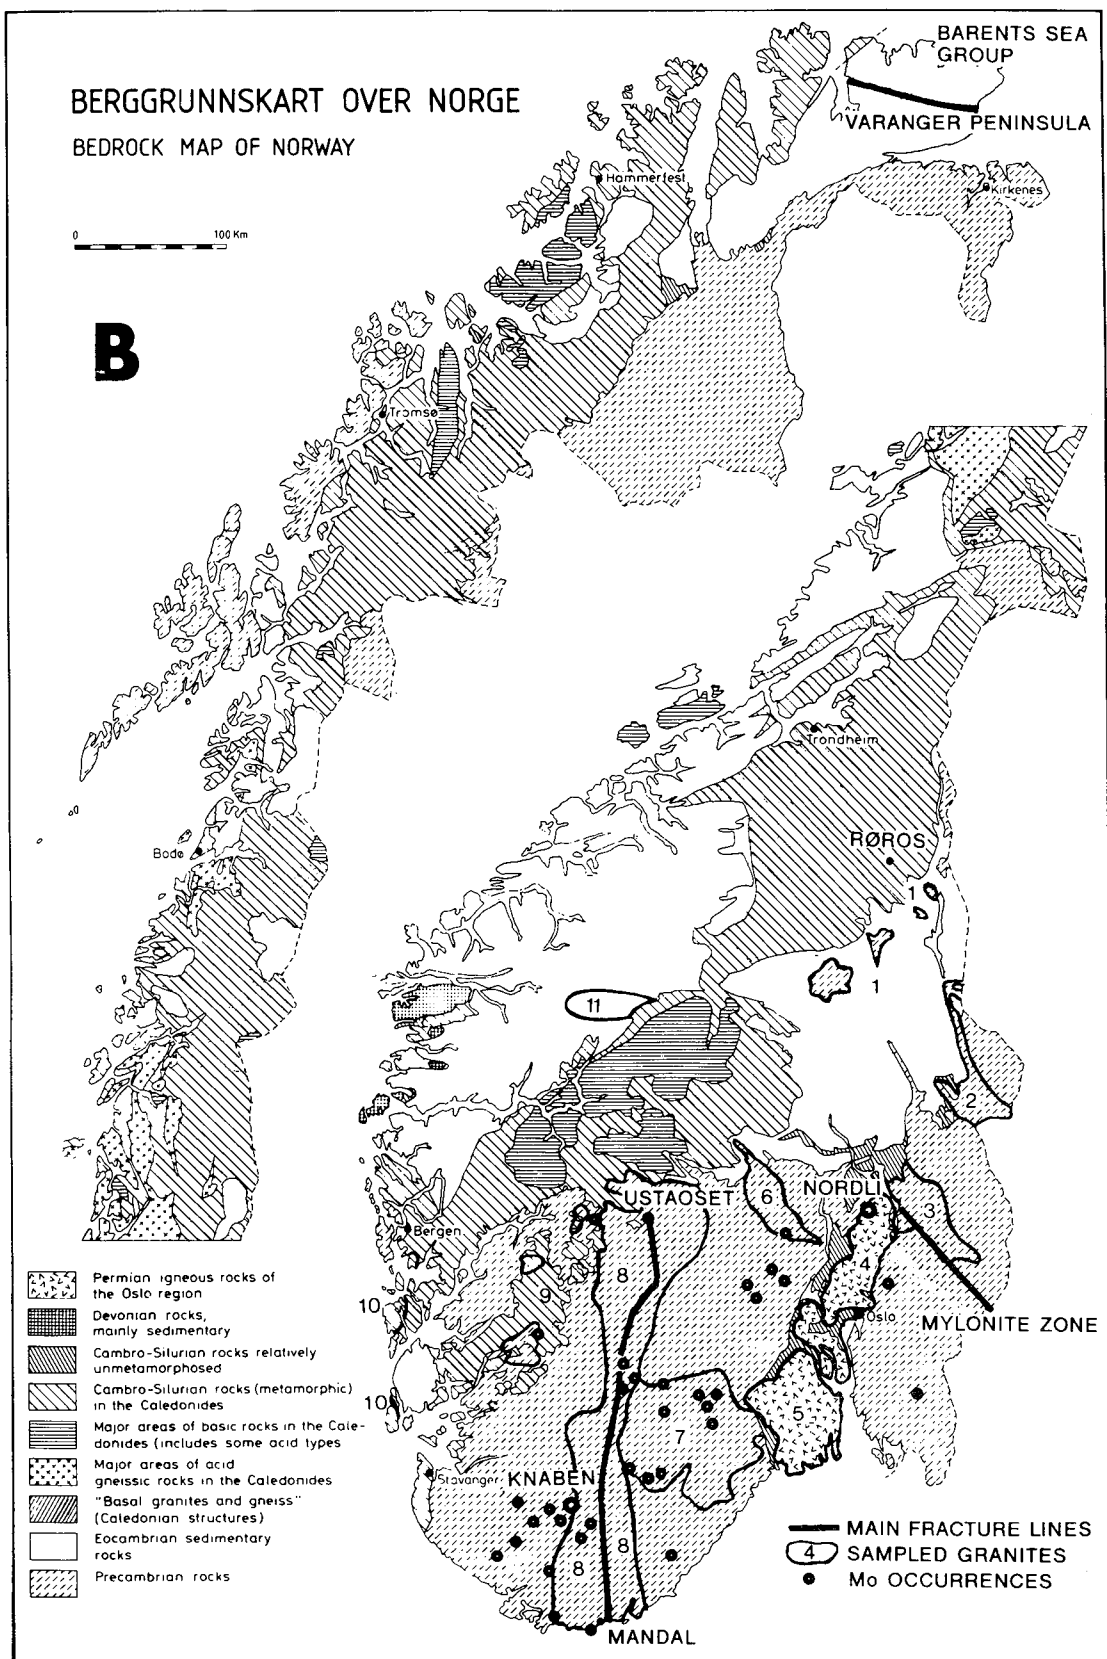 BARENTS SEA
GROUP
BERGGRUNNSKART OVER NORGE
BEDROCK MAP OF NORWAY
VARANGER PENINSULA
Hammerfest
Kirkenes
0 100 Km
B
Tromsø
Trondheim
RØROS
Bodø
1
1
11
2
USTAOSET
6
NORDLI
3
Bergen
8
4
9
10
Oslo
MYLONITE ZONE
10
5
7
Stavanger
KNABEN
8
8
MANDAL
Permian igneous rocks of
the Oslo region
Devonian rocks,
mainly sedimentary
Cambro-Silurian rocks relatively
unmetamorphosed
Cambro-Silurian rocks (metamorphic)
in the Caledonides
Major areas of basic rocks in the Cale-
donides (includes some acid types
Major areas of acid
gneissic rocks in the Caledonides
"Basal granites and gneiss"
(Caledonian structures)
Eocambrian sedimentary
rocks
Precambrian rocks
MAIN FRACTURE LINES
4 SAMPLED GRANITES
Mo OCCURRENCES